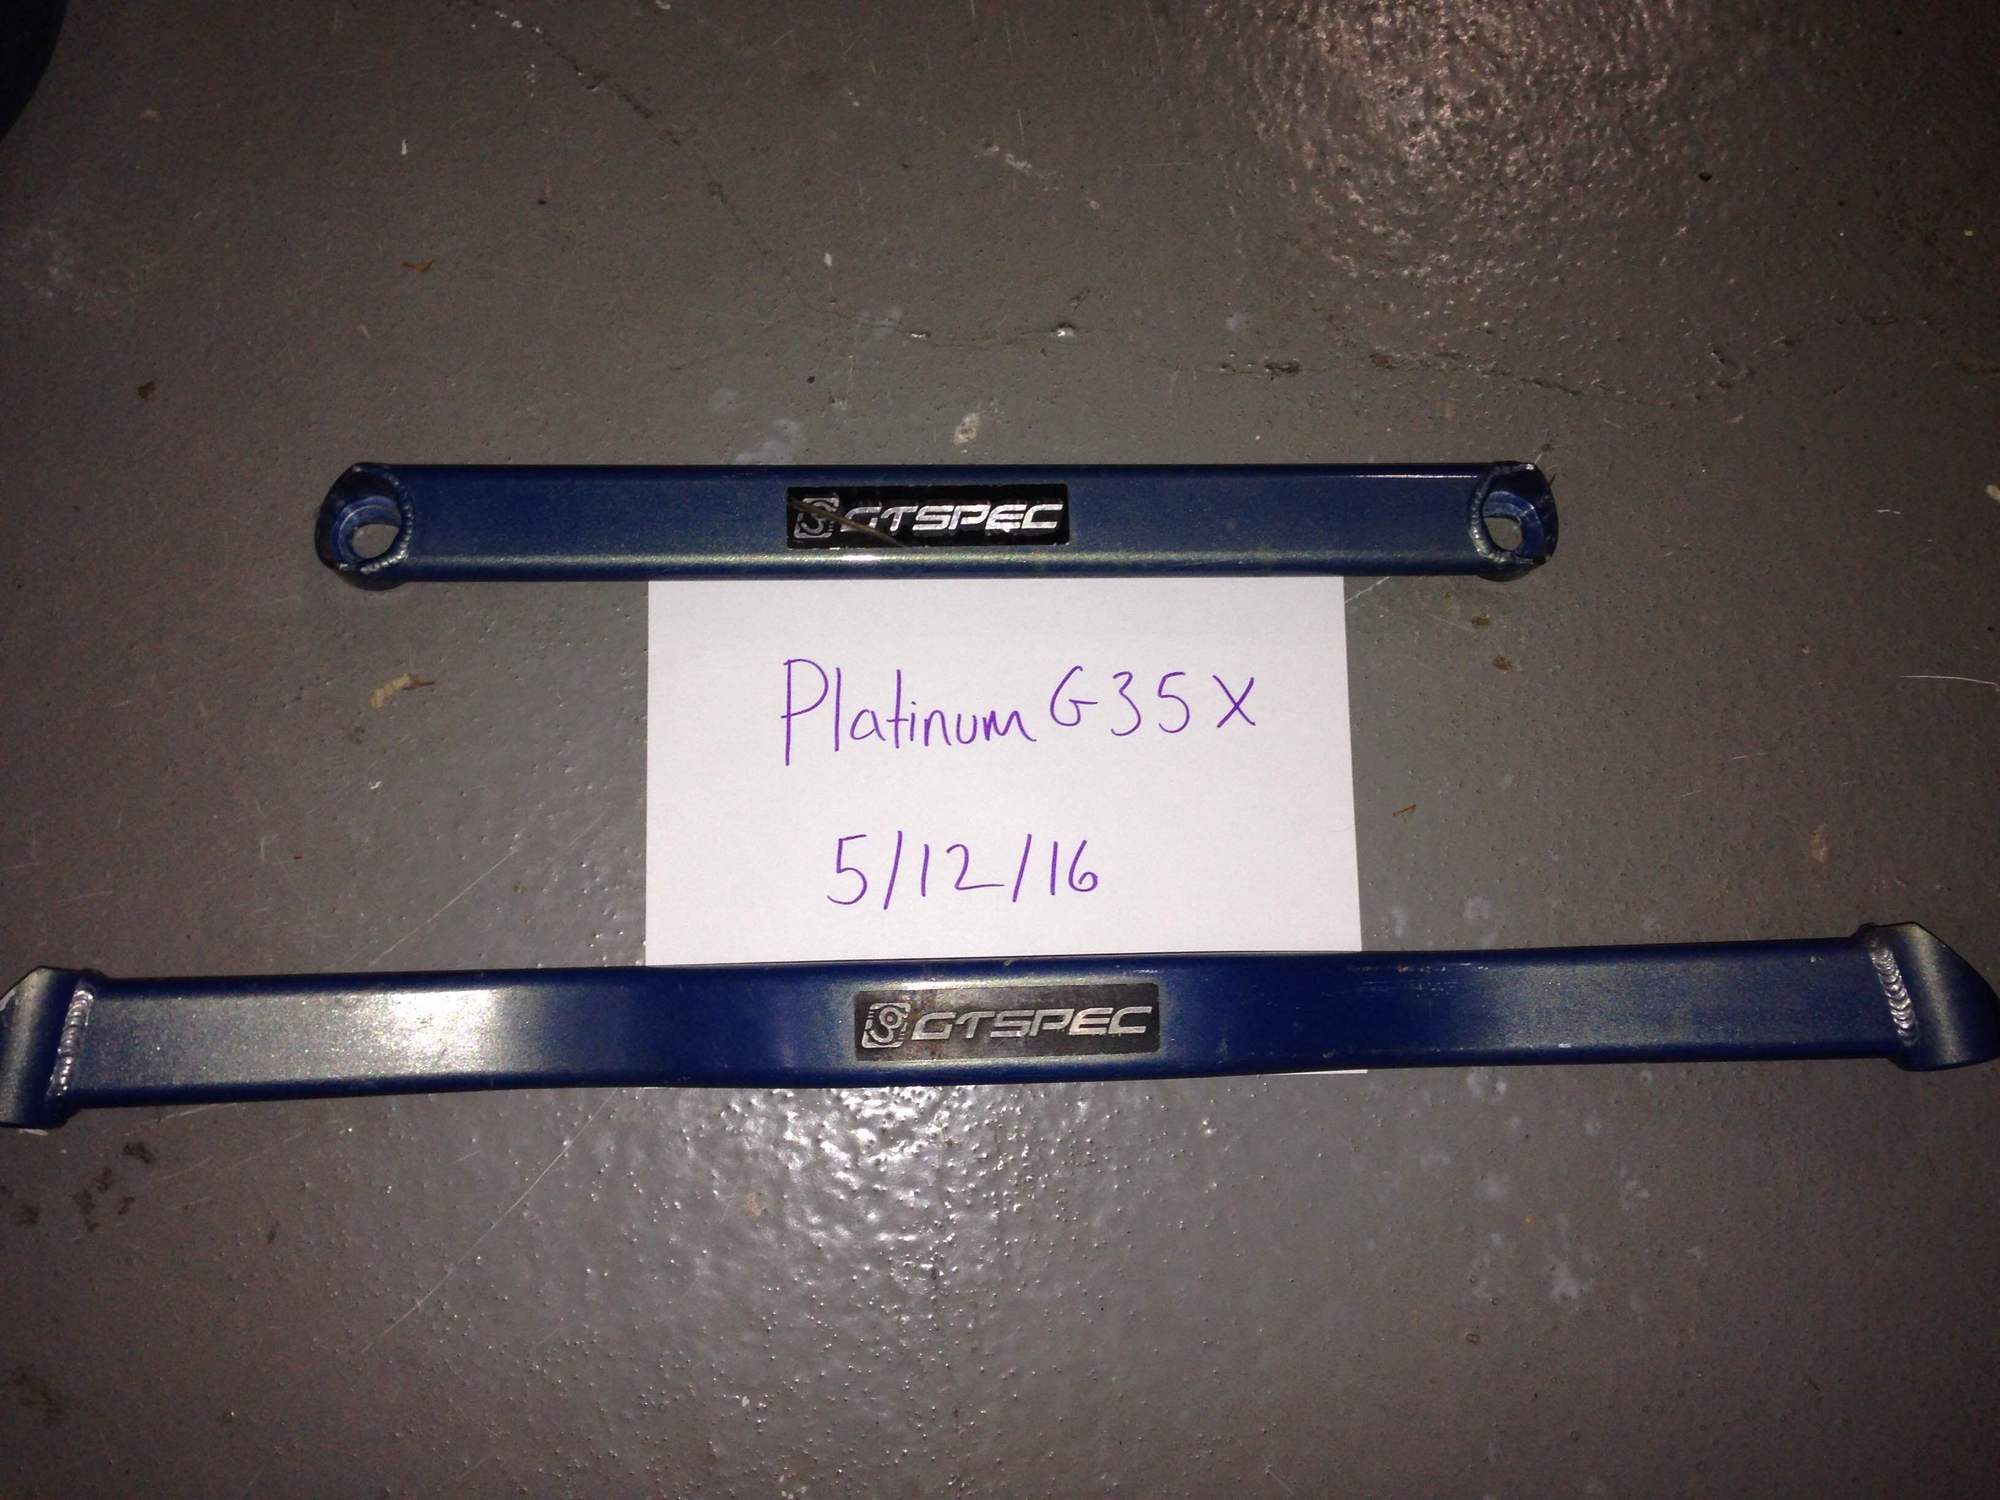 GTSPEC
Platinum G35X
5/12/16
GTSPEC